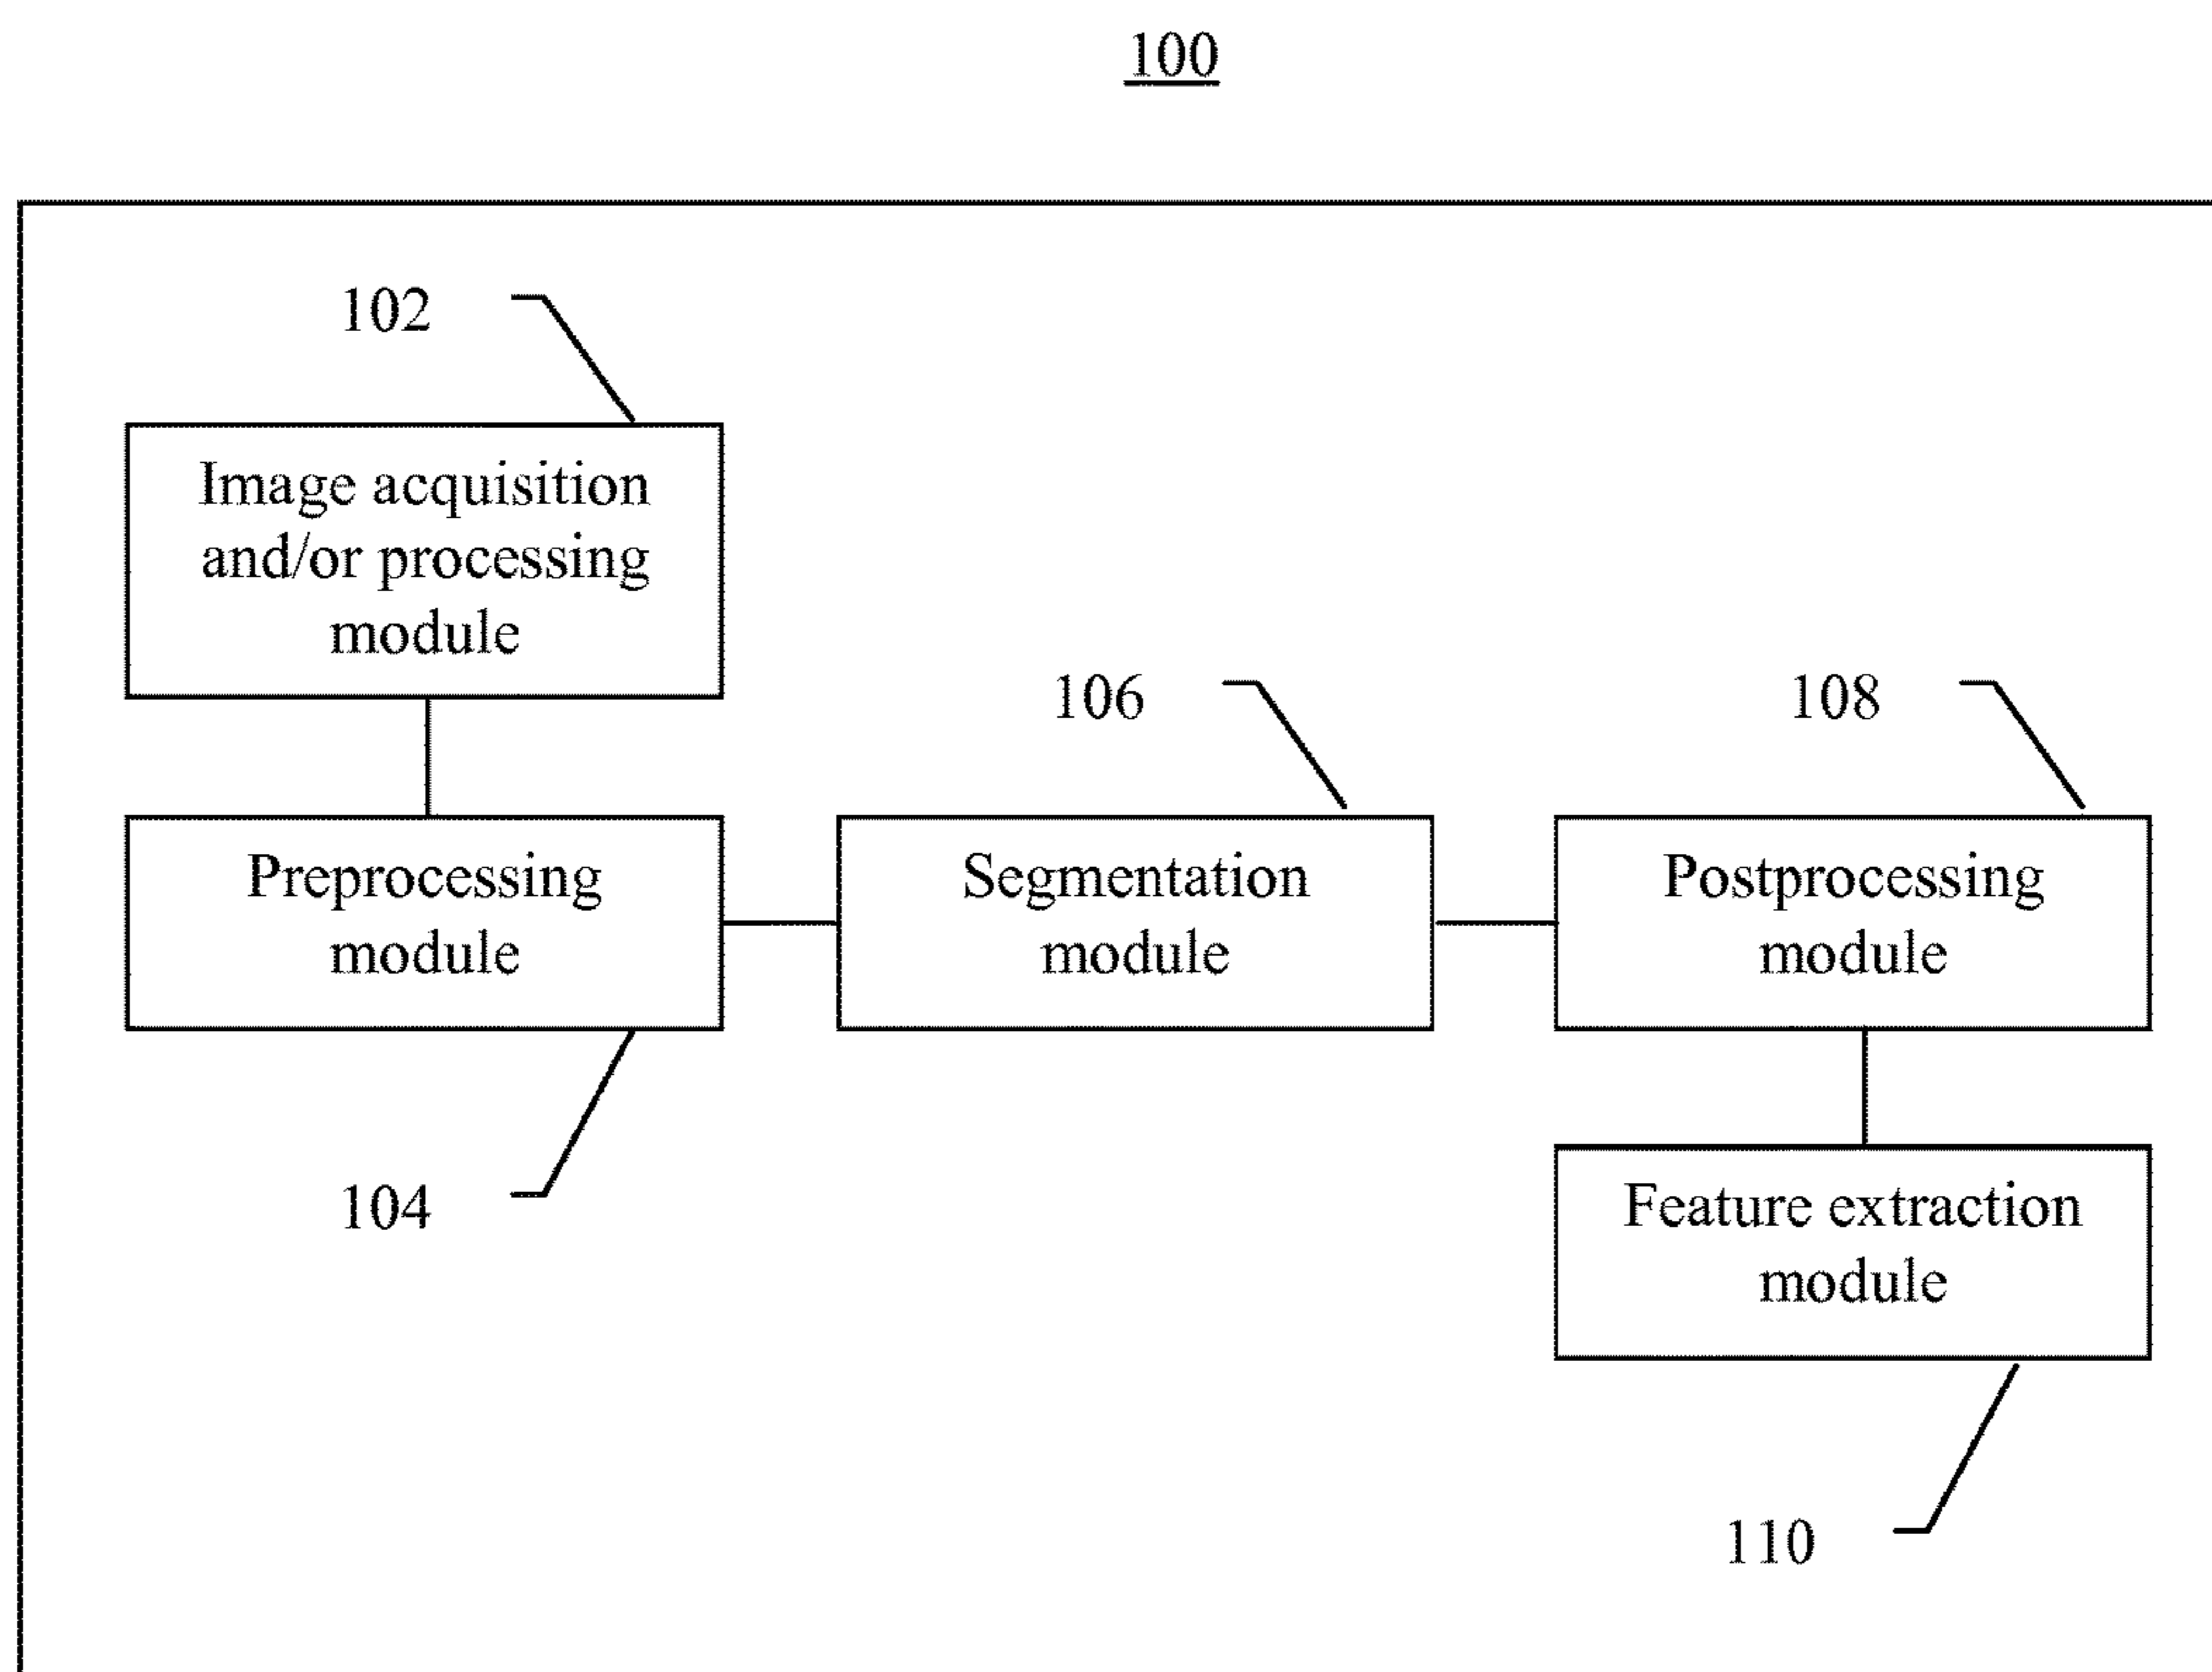 100
102
Image acquisition
and/or processing
module
106
108
Preprocessing
module
Segmentation
module
Postprocessing
module
104
Feature extraction
module
110